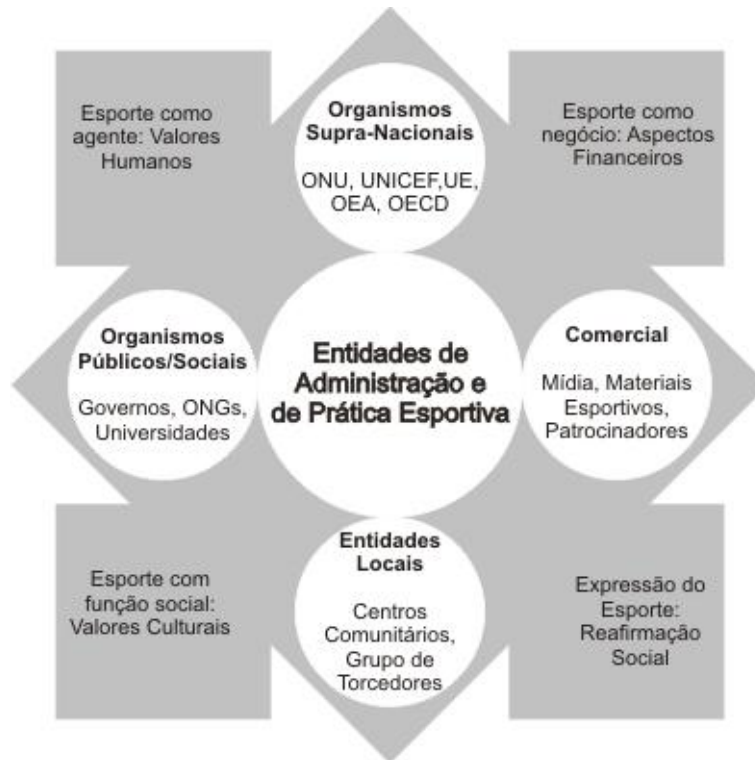 Esporte como
agente: Valores
Humanos
Organismos
Supra-Nacionais
ONU, UNICEF,UE,
OEA, OECD
Esporte como
negócio: Aspectos
Financeiros
Organismos
Públicos/Sociais
Governos, ONGs,
Universidades
Entidades de
Administração e
de Prática Esportiva
Comercial
Mídia, Materiais
Esportivos,
Patrocinadores
Esporte com
função social:
Valores Culturais
Entidades
Locais
Centros
Comunitários,
Grupo de
Torcedores
Expressão do
Esporte:
Reafirmação
Social